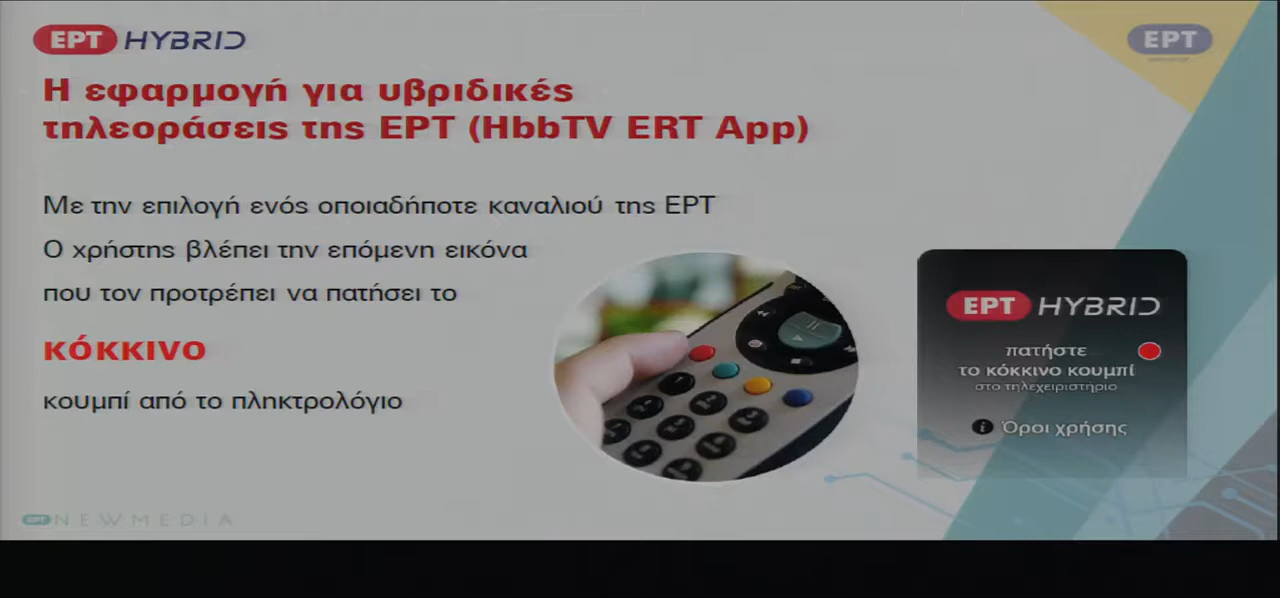 ΕΡΤ HYBRID
ΕΡΤ
Η εφαρμογή για υβριδικές
τηλεοράσεις της ΕΡΤ (HbbTV ERT App)
Με την επιλογή ενός οποιαδήποτε καναλιού της ΕΡΤ
Ο χρήστης βλέπει την επόμενη εικόνα
που τον προτρέπει να πατήσει το
κόκκινο
κουμπί από το πληκτρολόγιο
ΕΡΤ HYBRID
πατήστε
το κόκκινο κουμπί
στο τηλεχειριστήριο
i Όροι χρήσης
ΕΡΤ NEWMEDIA